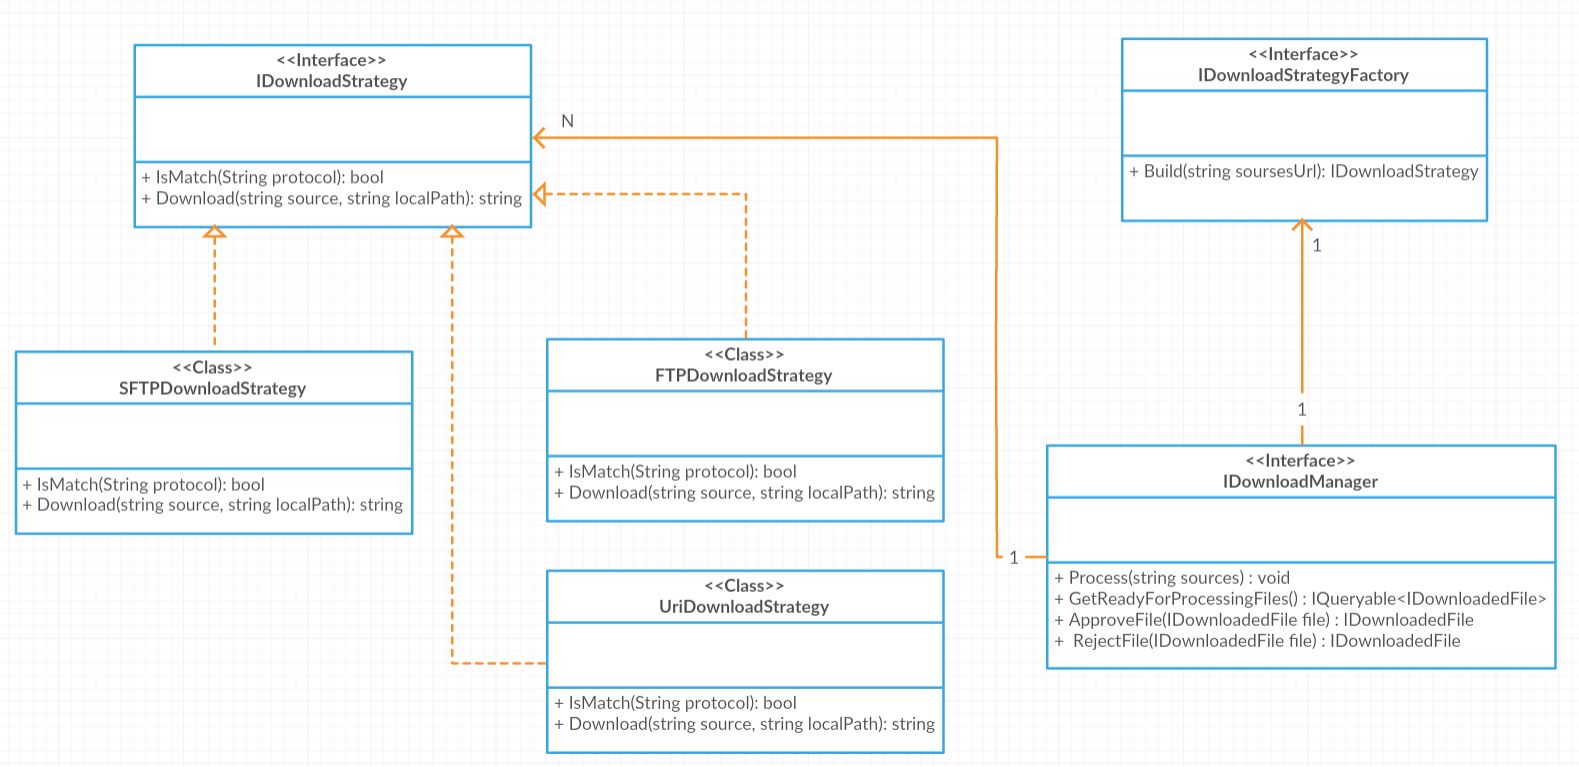 <<Interface>>
IDownloadStrategy
+ IsMatch(String protocol): bool
+ Download(string source, string localPath): string
N
<<Interface>>
IDownloadStrategyFactory
+ Build(string soursesUrl): IDownloadStrategy
1
1
<<Class>>
SFTPDownloadStrategy
+ IsMatch(String protocol): bool
+ Download(string source, string localPath): string
<<Class>>
FTPDownloadStrategy
+ IsMatch(String protocol): bool
+ Download(string source, string localPath): string
<<Interface>>
IDownloadManager
+ Process(string sources) : void
+ GetReadyForProcessingFiles() : IQueryable<IDownloadedFile>
+ ApproveFile(IDownloadedFile file) : IDownloadedFile
+  RejectFile(IDownloadedFile file) : IDownloadedFile
1
<<Class>>
UriDownloadStrategy
+ IsMatch(String protocol): bool
+ Download(string source, string localPath): string